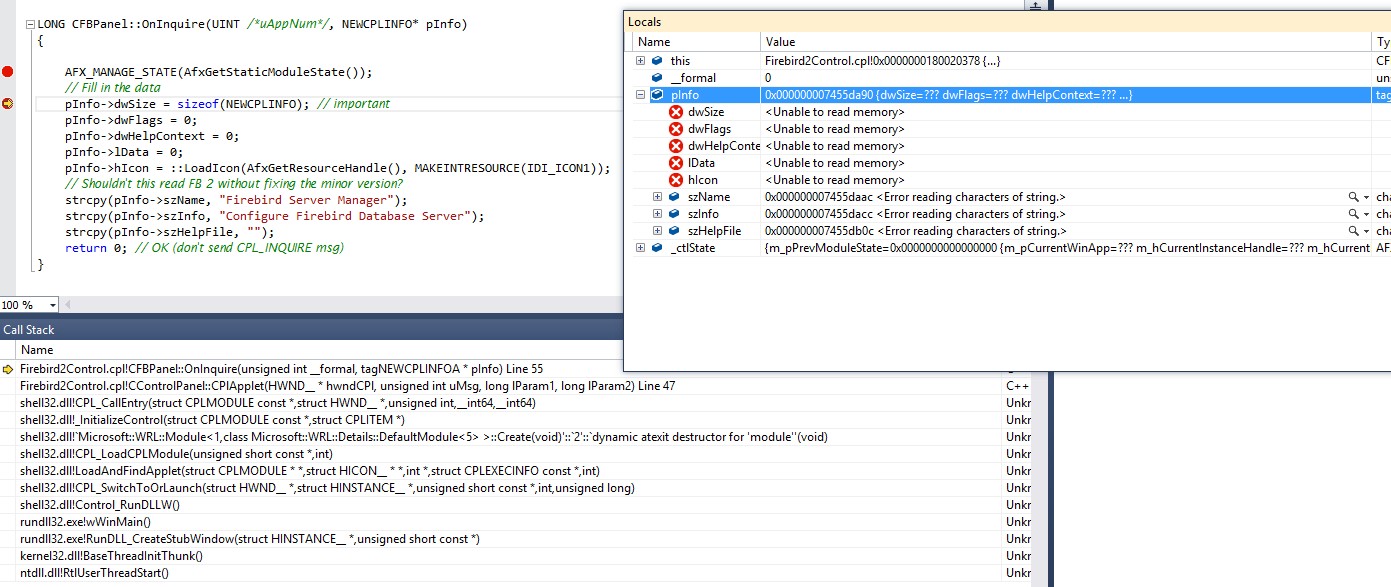 LONG CFBPanel::OnInquire(UINT /*uAppNum*/, NEWCPLINFO* pInfo)
{
AFX_MANAGE_STATE(AfxGetStaticModuleState());
// Fill in the data
pInfo->dwSize = sizeof(NEWCPLINFO); // important
pInfo->dwFlags = 0;
pInfo->dwHelpContext = 0;
pInfo->lData = 0;
pInfo->hIcon = ::LoadIcon(AfxGetResourceHandle(), MAKEINTRESOURCE(IDI_ICON1));
// Shouldn't this read FB 2 without fixing the minor version?
strcpy(pInfo->szName, "Firebird Server Manager");
strcpy(pInfo->szInfo, "Configure Firebird Database Server");
strcpy(pInfo->szHelpFile, "");
return 0; // OK (don't send CPL_INQUIRE msg)
}
100 %
Locals
Name Value Ty
this Firebird2Control.cpl!0x0000000180020378 {...} CF
__formal 0 un
pInfo 0x000000007455da90 {dwSize=??? dwFlags=??? dwHelpContext=??? ...} tag
dwSize <Unable to read memory>
dwFlags <Unable to read memory>
dwHelpConte <Unable to read memory>
lData <Unable to read memory>
hIcon <Unable to read memory>
szName 0x000000007455daac <Error reading characters of string.> cha
szInfo 0x000000007455dacc <Error reading characters of string.> cha
szHelpFile 0x000000007455db0c <Error reading characters of string.> cha
_ctlState {m_pPrevModuleState=0x0000000000000000 {m_pCurrentWinApp=??? m_hCurrentInstanceHandle=??? m_hCurrent AF
Call Stack
Name
Firebird2Control.cpl!CFBPanel::OnInquire(unsigned int __formal, tagNEWCPLINFOA * pInfo) Line 55
Firebird2Control.cpl!CControlPanel::CPlApplet(HWND__ * hwndCPl, unsigned int uMsg, long lParam1, long lParam2) Line 47 C++
shell32.dll!CPL_CallEntry(struct CPLMODULE const *,struct HWND__ *,unsigned int,__int64,__int64) Unkr
shell32.dll!_InitializeControl(struct CPLMODULE const *,struct CPLITEM *) Unkr
shell32.dll!`Microsoft::WRL::Module<1,class Microsoft::WRL::Details::DefaultModule<5> >::Create(void)'::`2'::`dynamic atexit destructor for 'module''(void) Unkr
shell32.dll!CPL_LoadCPLModule(unsigned short const *,int) Unkr
shell32.dll!LoadAndFindApplet(struct CPLMODULE * *,struct HICON__ * *,int *,struct CPLEXECINFO const *,int) Unkr
shell32.dll!CPL_SwitchToOrLaunch(struct HWND__ *,struct HINSTANCE__ *,unsigned short const *,int,unsigned long) Unkr
shell32.dll!Control_RunDLLW() Unkr
rundll32.exe!wWinMain() Unkr
rundll32.exe!RunDLL_CreateStubWindow(struct HINSTANCE__ *,unsigned short const *) Unkr
kernel32.dll!BaseThreadInitThunk() Unkr
ntdll.dll!RtlUserThreadStart() Unkr